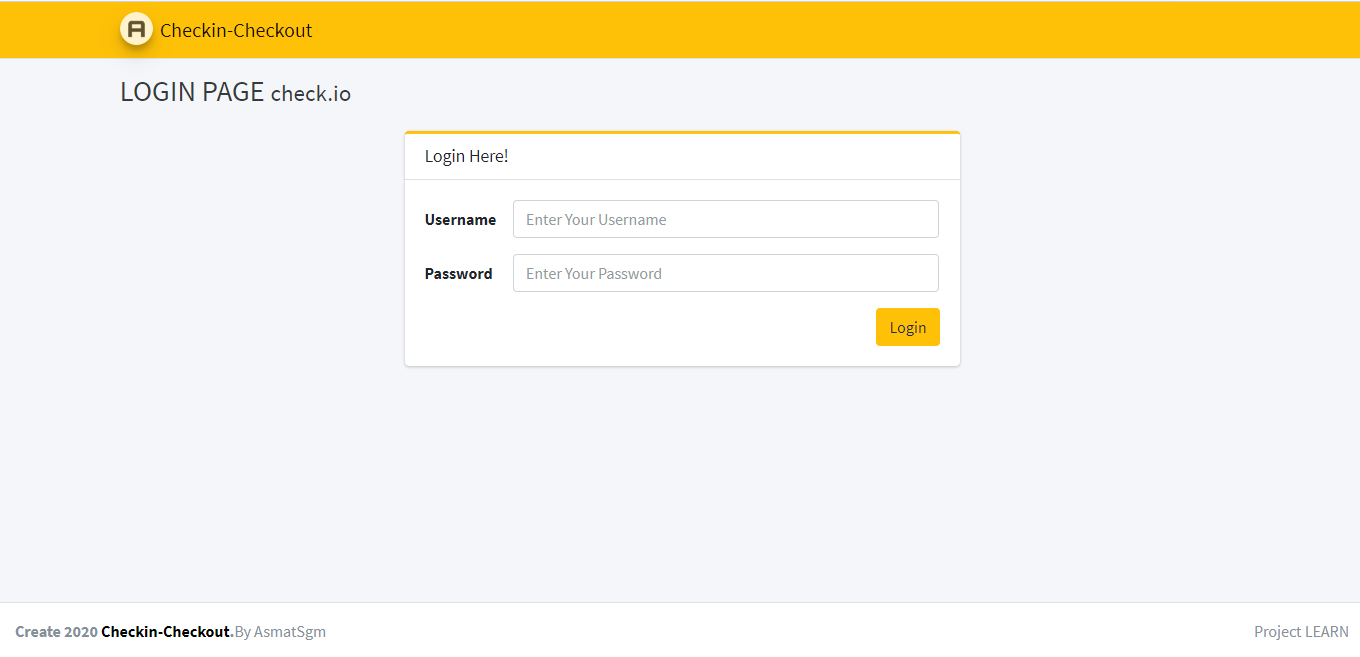 Checkin-Checkout
LOGIN PAGE check.io
Login Here!
Username Enter Your Username
Password Enter Your Password
Login
Create 2020 Checkin-Checkout.By AsmatSgm Project LEARN